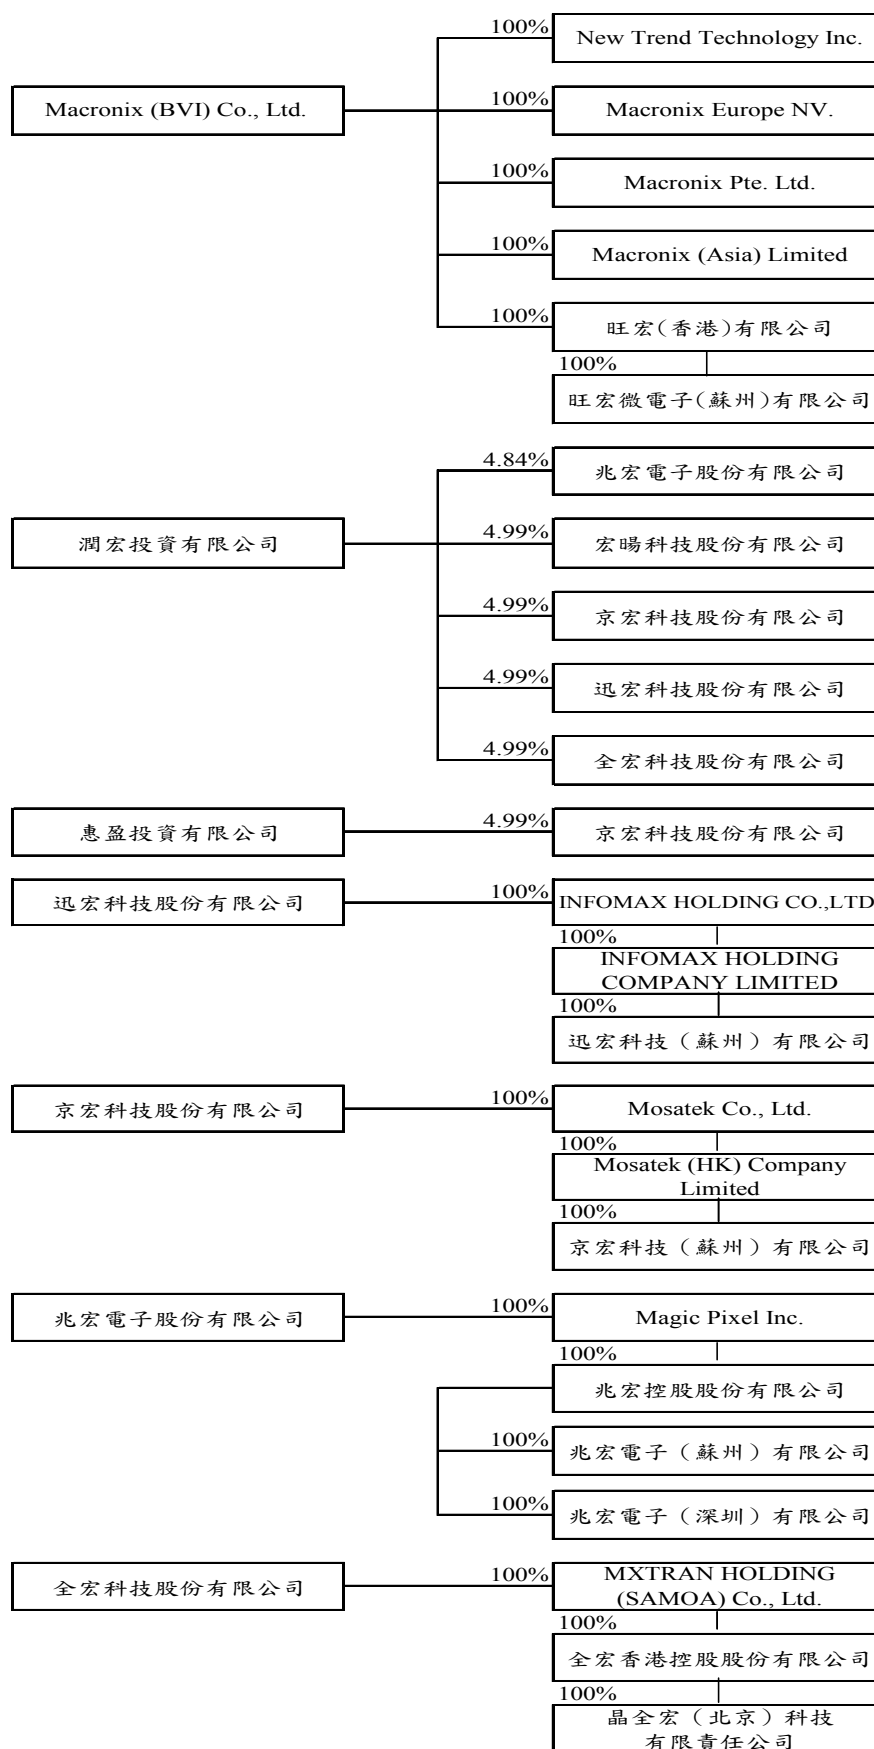 100%
New Trend Technology Inc.
Macronix (BVI) Co., Ltd.
100%
Macronix Europe NV.
100%
Macronix Pte. Ltd.
100%
Macronix (Asia) Limited
100%
旺宏(香港)有限公司
100%
旺宏微電子(蘇州)有限公司
4.84%
兆宏電子股份有限公司
潤宏投資有限公司
4.99%
宏暘科技股份有限公司
4.99%
京宏科技股份有限公司
4.99%
迅宏科技股份有限公司
4.99%
全宏科技股份有限公司
惠盈投資有限公司
4.99%
京宏科技股份有限公司
迅宏科技股份有限公司
100%
INFOMAX HOLDING CO.,LTD
100%
INFOMAX HOLDING
COMPANY LIMITED
100%
迅宏科技（蘇州）有限公司
京宏科技股份有限公司
100%
Mosatek Co., Ltd.
100%
Mosatek (HK) Company
Limited
100%
京宏科技（蘇州）有限公司
兆宏電子股份有限公司
100%
Magic Pixel Inc.
100%
兆宏控股股份有限公司
100%
兆宏電子（蘇州）有限公司
100%
兆宏電子（深圳）有限公司
全宏科技股份有限公司
100%
MXTRAN HOLDING
(SAMOA) Co., Ltd.
100%
全宏香港控股股份有限公司
100%
晶全宏（北京）科技
有限責任公司